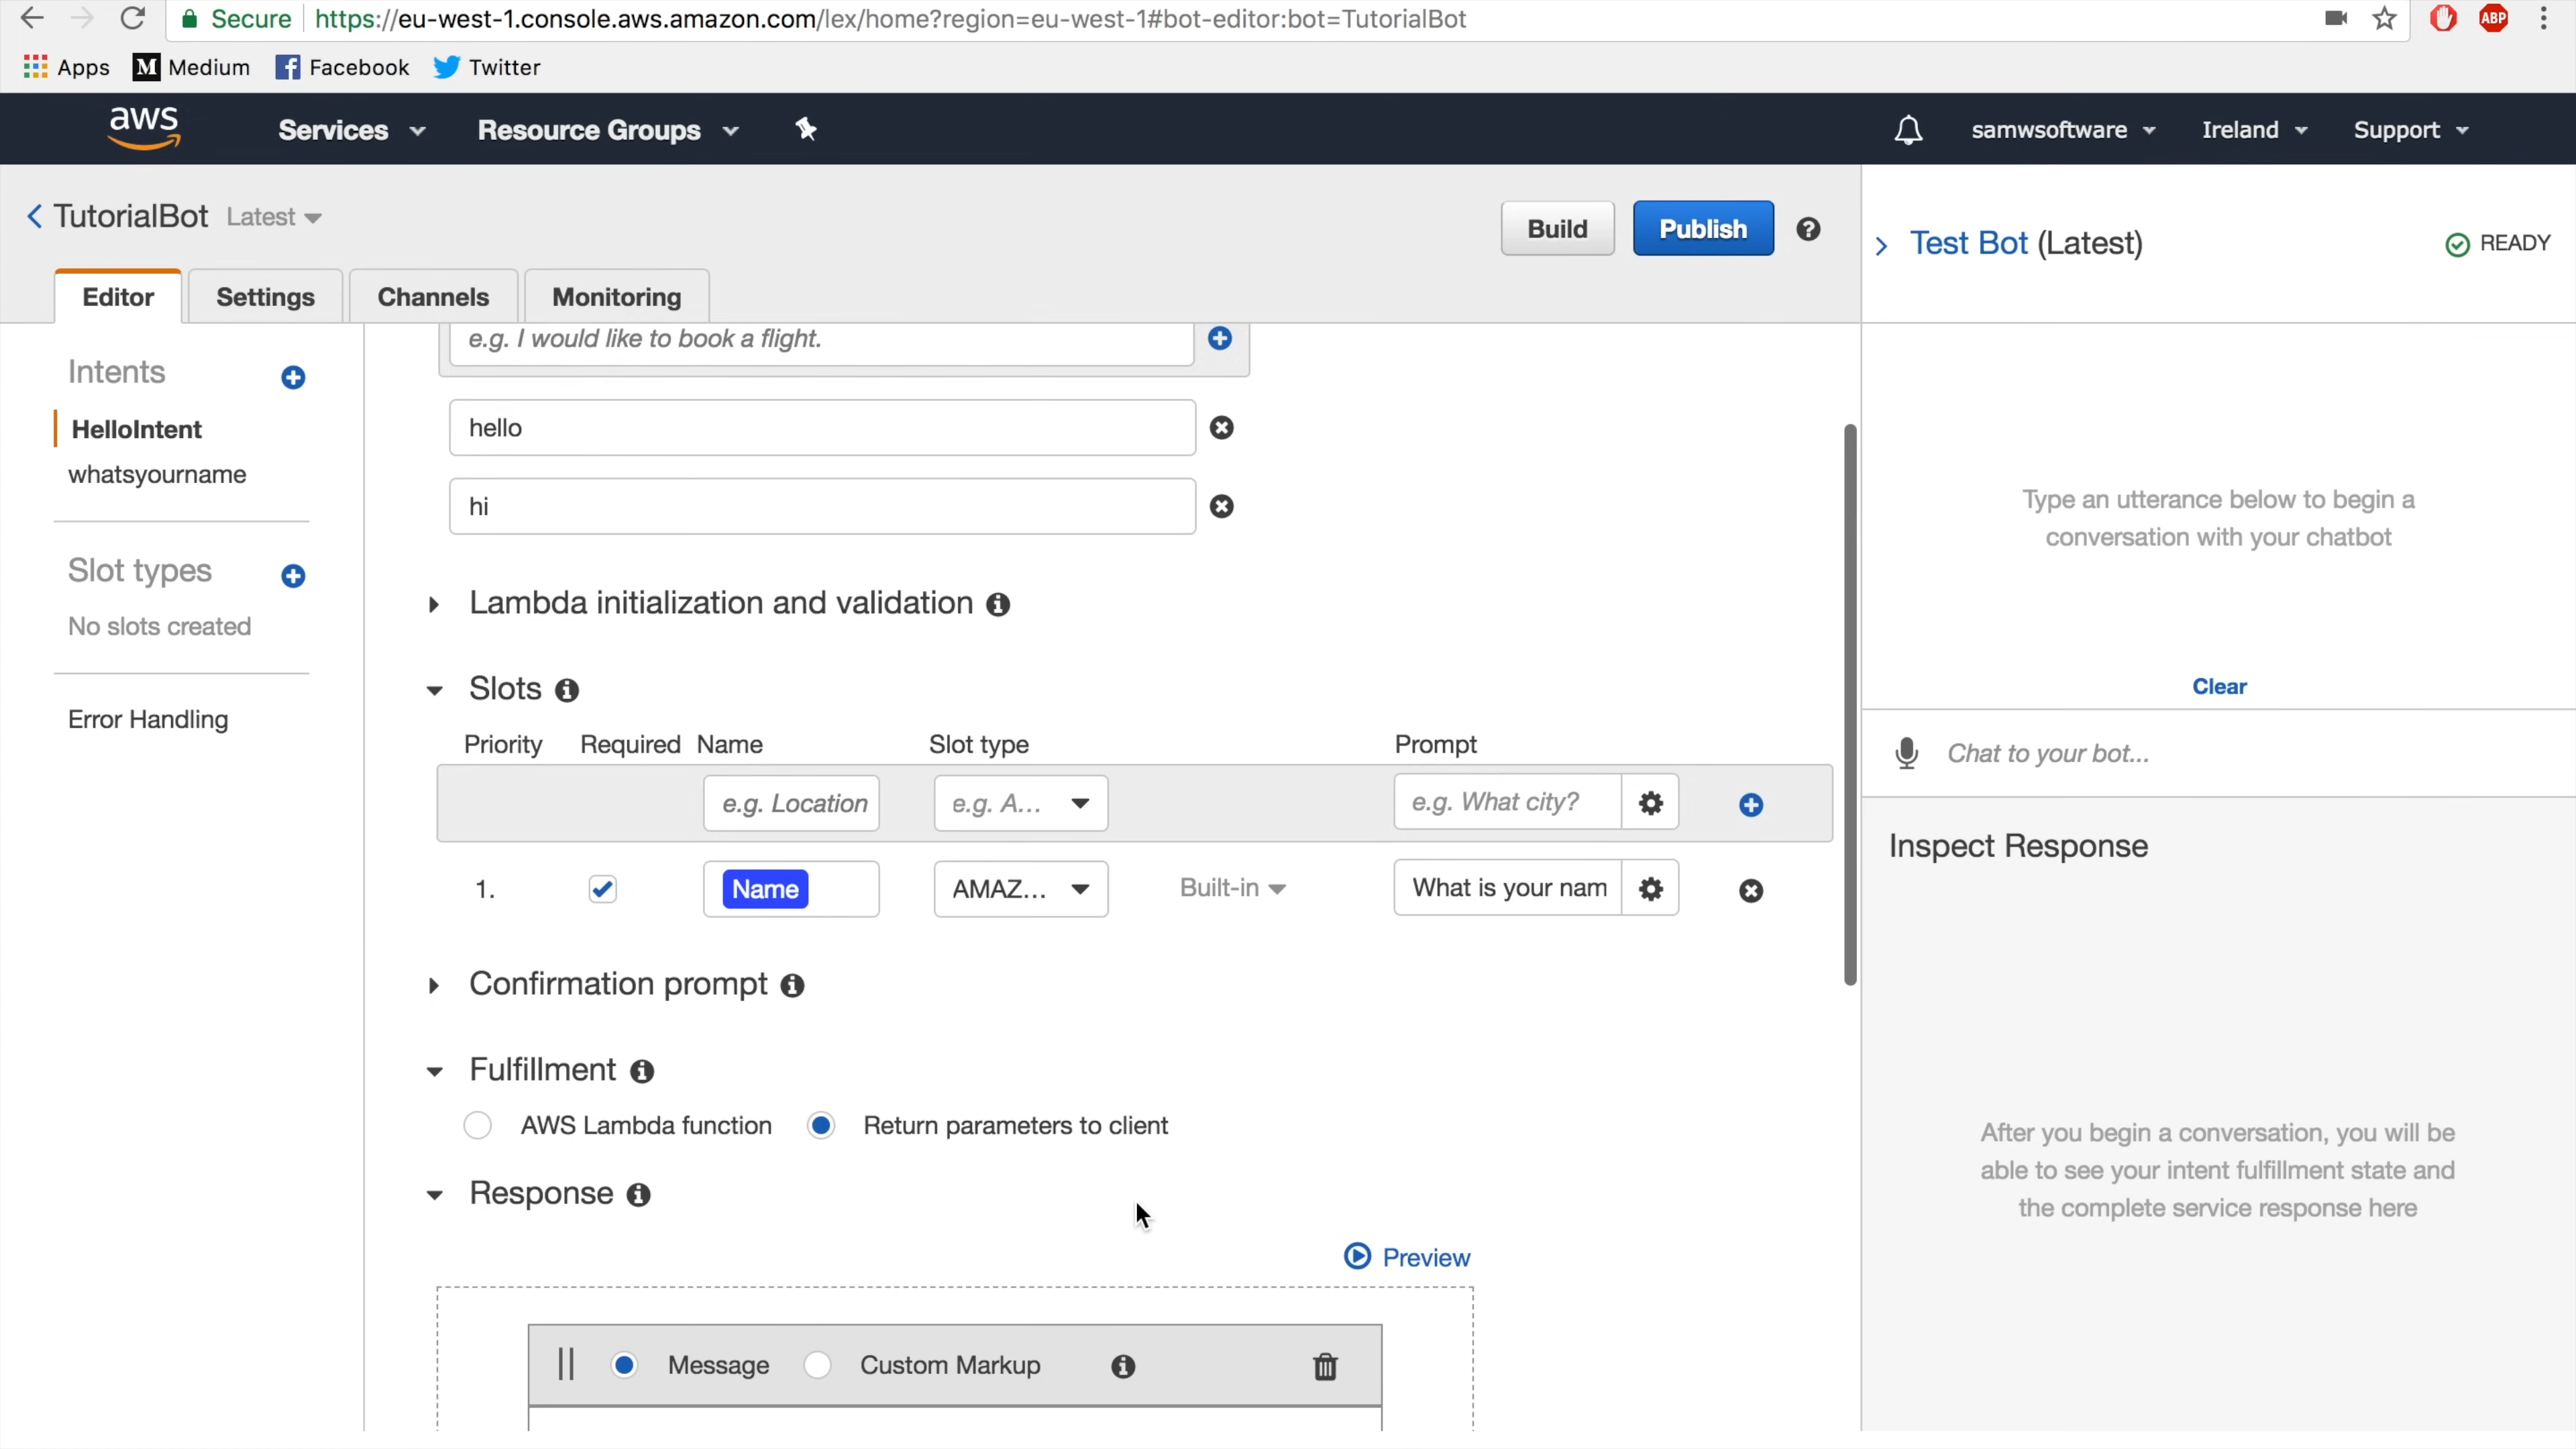 Secure https://eu-west-1.console.aws.amazon.com/lex/home?region=eu-west-1#bot-editor:bot=TutorialBot
ABP
Apps M Medium Facebook Twitter
aws Services Resource Groups samwsoftware Ireland Support
TutorialBot Latest
Build Publish ?
Test Bot (Latest) READY
Editor Settings Channels Monitoring
e.g. I would like to book a flight.
Intents
HelloIntent
whatsyourname
Slot types
No slots created
Error Handling
hello
hi
Lambda initialization and validation
Slots
Priority Required Name Slot type Prompt
e.g. Location e.g. A... e.g. What city?
1. Name AMAZ... Built-in What is your nam
Confirmation prompt
Fulfillment
AWS Lambda function Return parameters to client
Response
Preview
Message Custom Markup
Type an utterance below to begin a
conversation with your chatbot
Clear
Chat to your bot...
Inspect Response
After you begin a conversation, you will be
able to see your intent fulfillment state and
the complete service response here